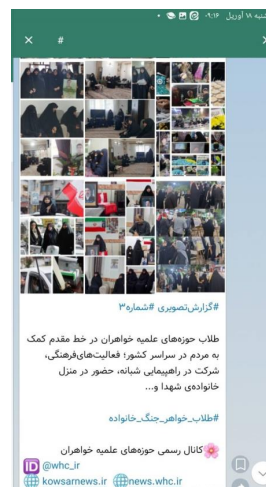 شنبه ۱۸ آوریل ۰۹:۱۶
#
#گزارش_تصویری #شماره۳
طلاب حوزه‌های علمیه خواهران در خط مقدم کمک
به مردم در سراسر کشور؛ فعالیت‌های‌فرهنگی،
شرکت در راهپیمایی شبانه، حضور در منزل
خانواده‌ی شهدا و...
#طلاب_خواهر_جنگ_خانواده
کانال رسمی حوزه‌های علمیه خواهران
@whc_ir
kowsarnews.ir news.whc.ir